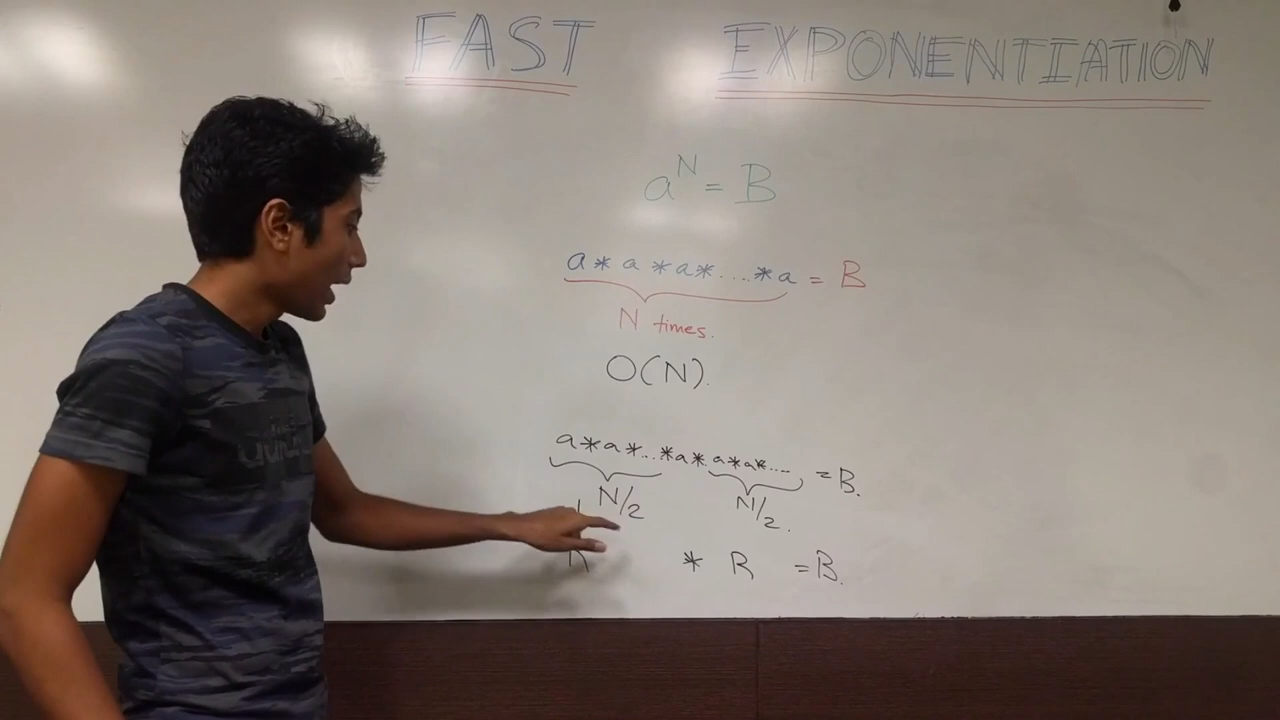 FAST EXPONENTIATION
a^N = B
a * a * a * .... * a = B
N times.
O(N).
a * a * ... * a * a * a * .... = B.
N/2 N/2.
R * R = B.